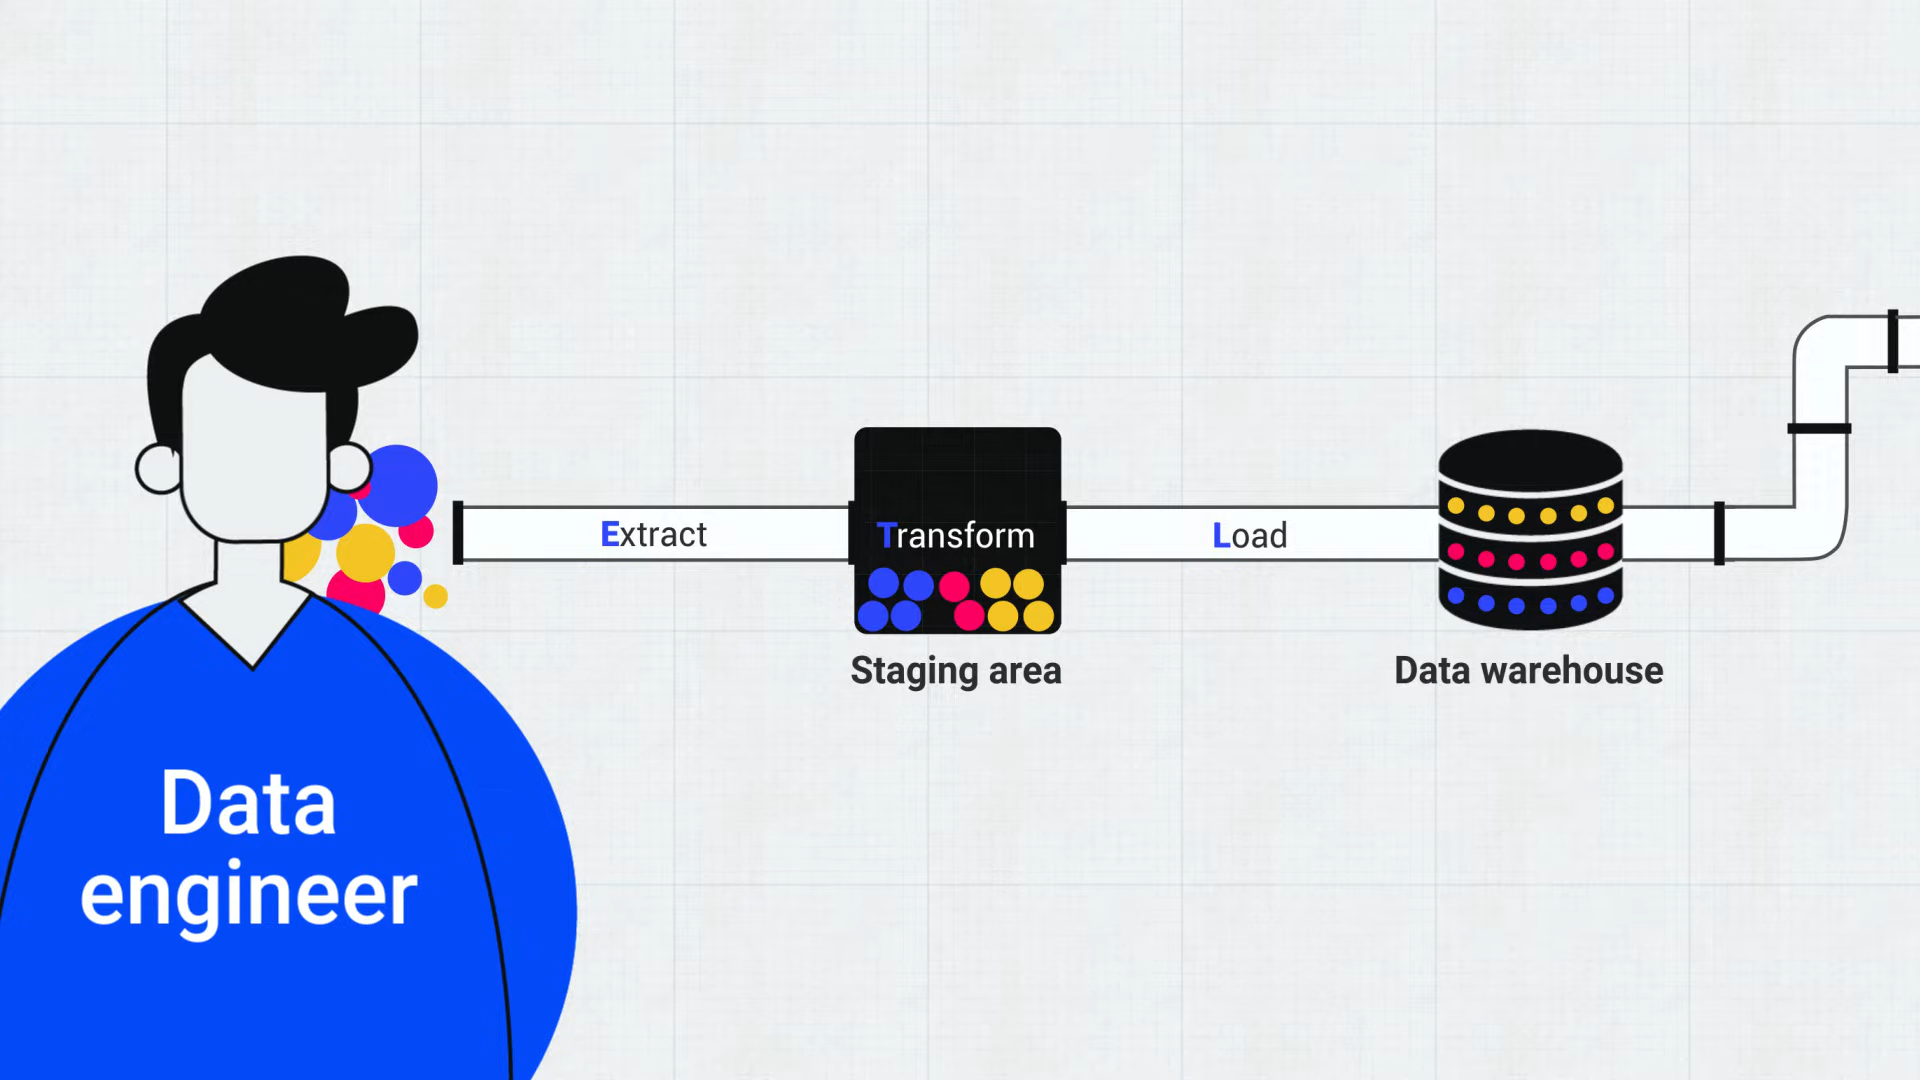 Extract
Transform
Load
Staging area
Data warehouse
Data
engineer